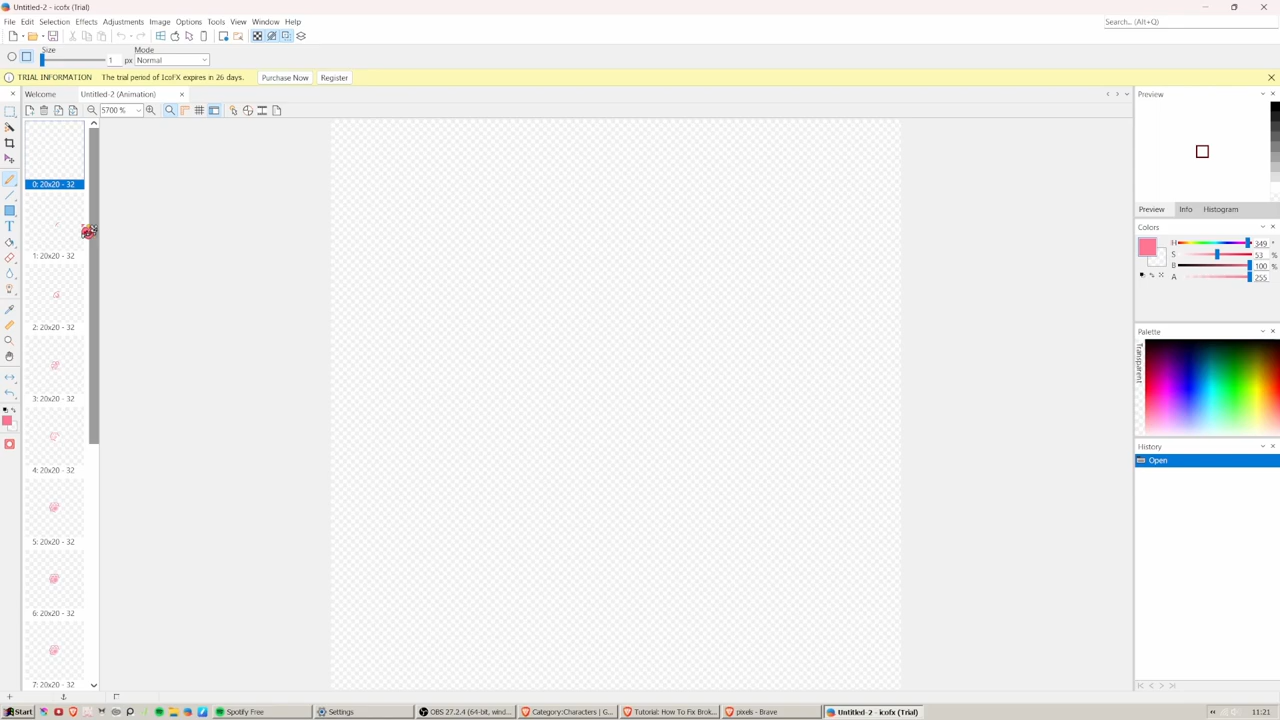 Untitled-2 - icofx (Trial)
File Edit Selection Effects Adjustments Image Options Tools View Window Help
Search... (Alt+Q)
Size Mode
1 px Normal
TRIAL INFORMATION The trial period of IcoFX expires in 26 days. Purchase Now Register
Welcome Untitled-2 (Animation)
5700 %
0: 20x20 - 32
1: 20x20 - 32
2: 20x20 - 32
3: 20x20 - 32
4: 20x20 - 32
5: 20x20 - 32
6: 20x20 - 32
7: 20x20 - 32
Preview
Preview Info Histogram
Colors
H 349 °
S 53 %
B 100 %
A 255
Palette
Transparent
History
Open
Start Spotify Free Settings OBS 27.2.4 (64-bit, wind... Category:Characters | G... Tutorial: How To Fix Brok... pixels - Brave Untitled-2 - icofx (Trial) 11:21